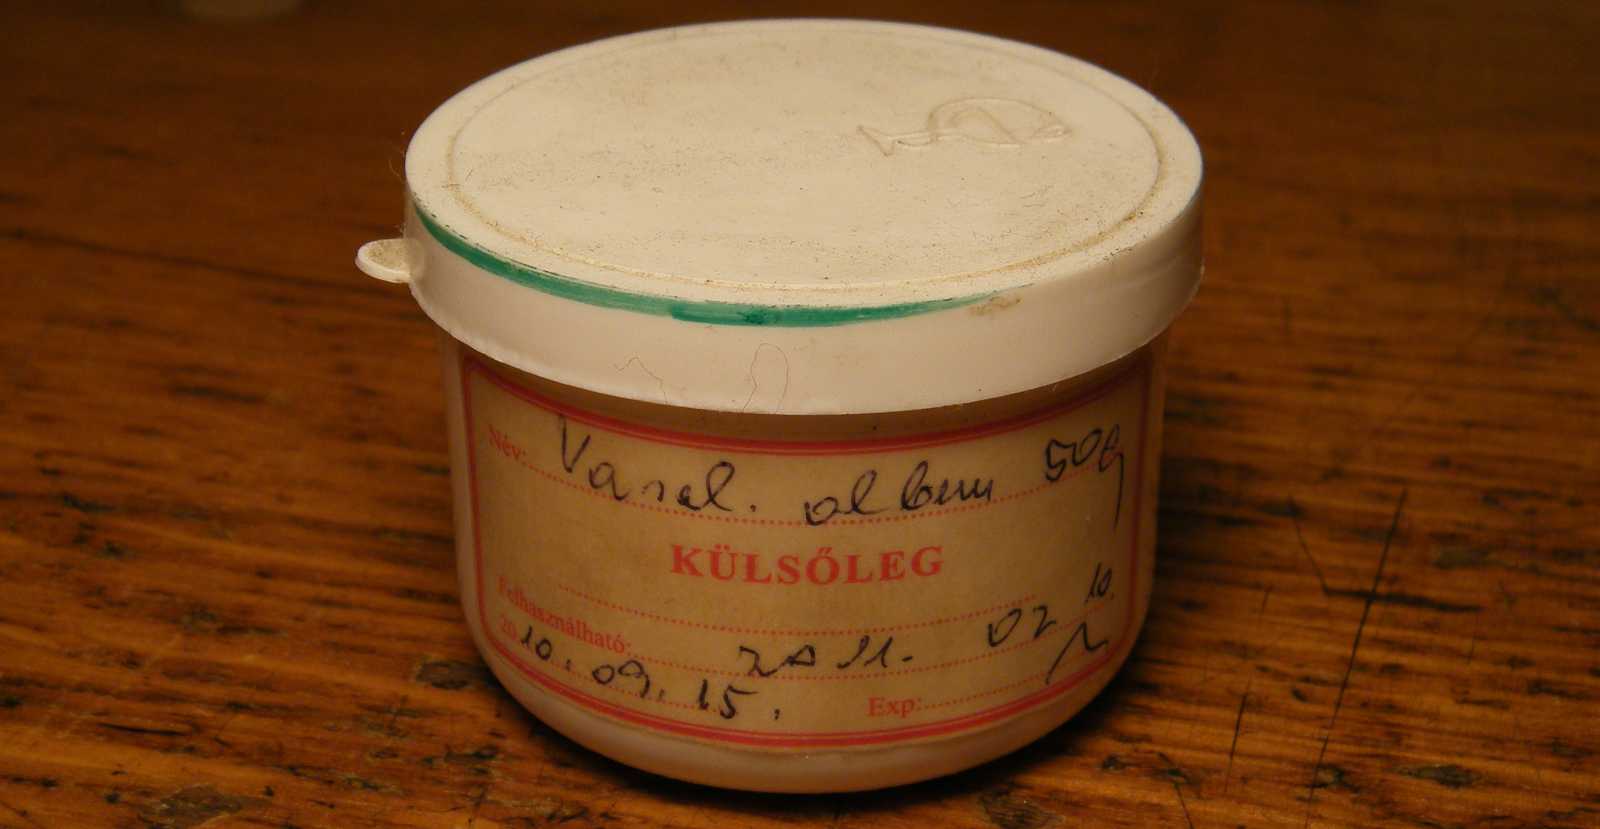 Név: Vasel. album 50g
KÜLSŐLEG
Felhasználható: 2011. 02 10.
2010. 09. 15. Exp: